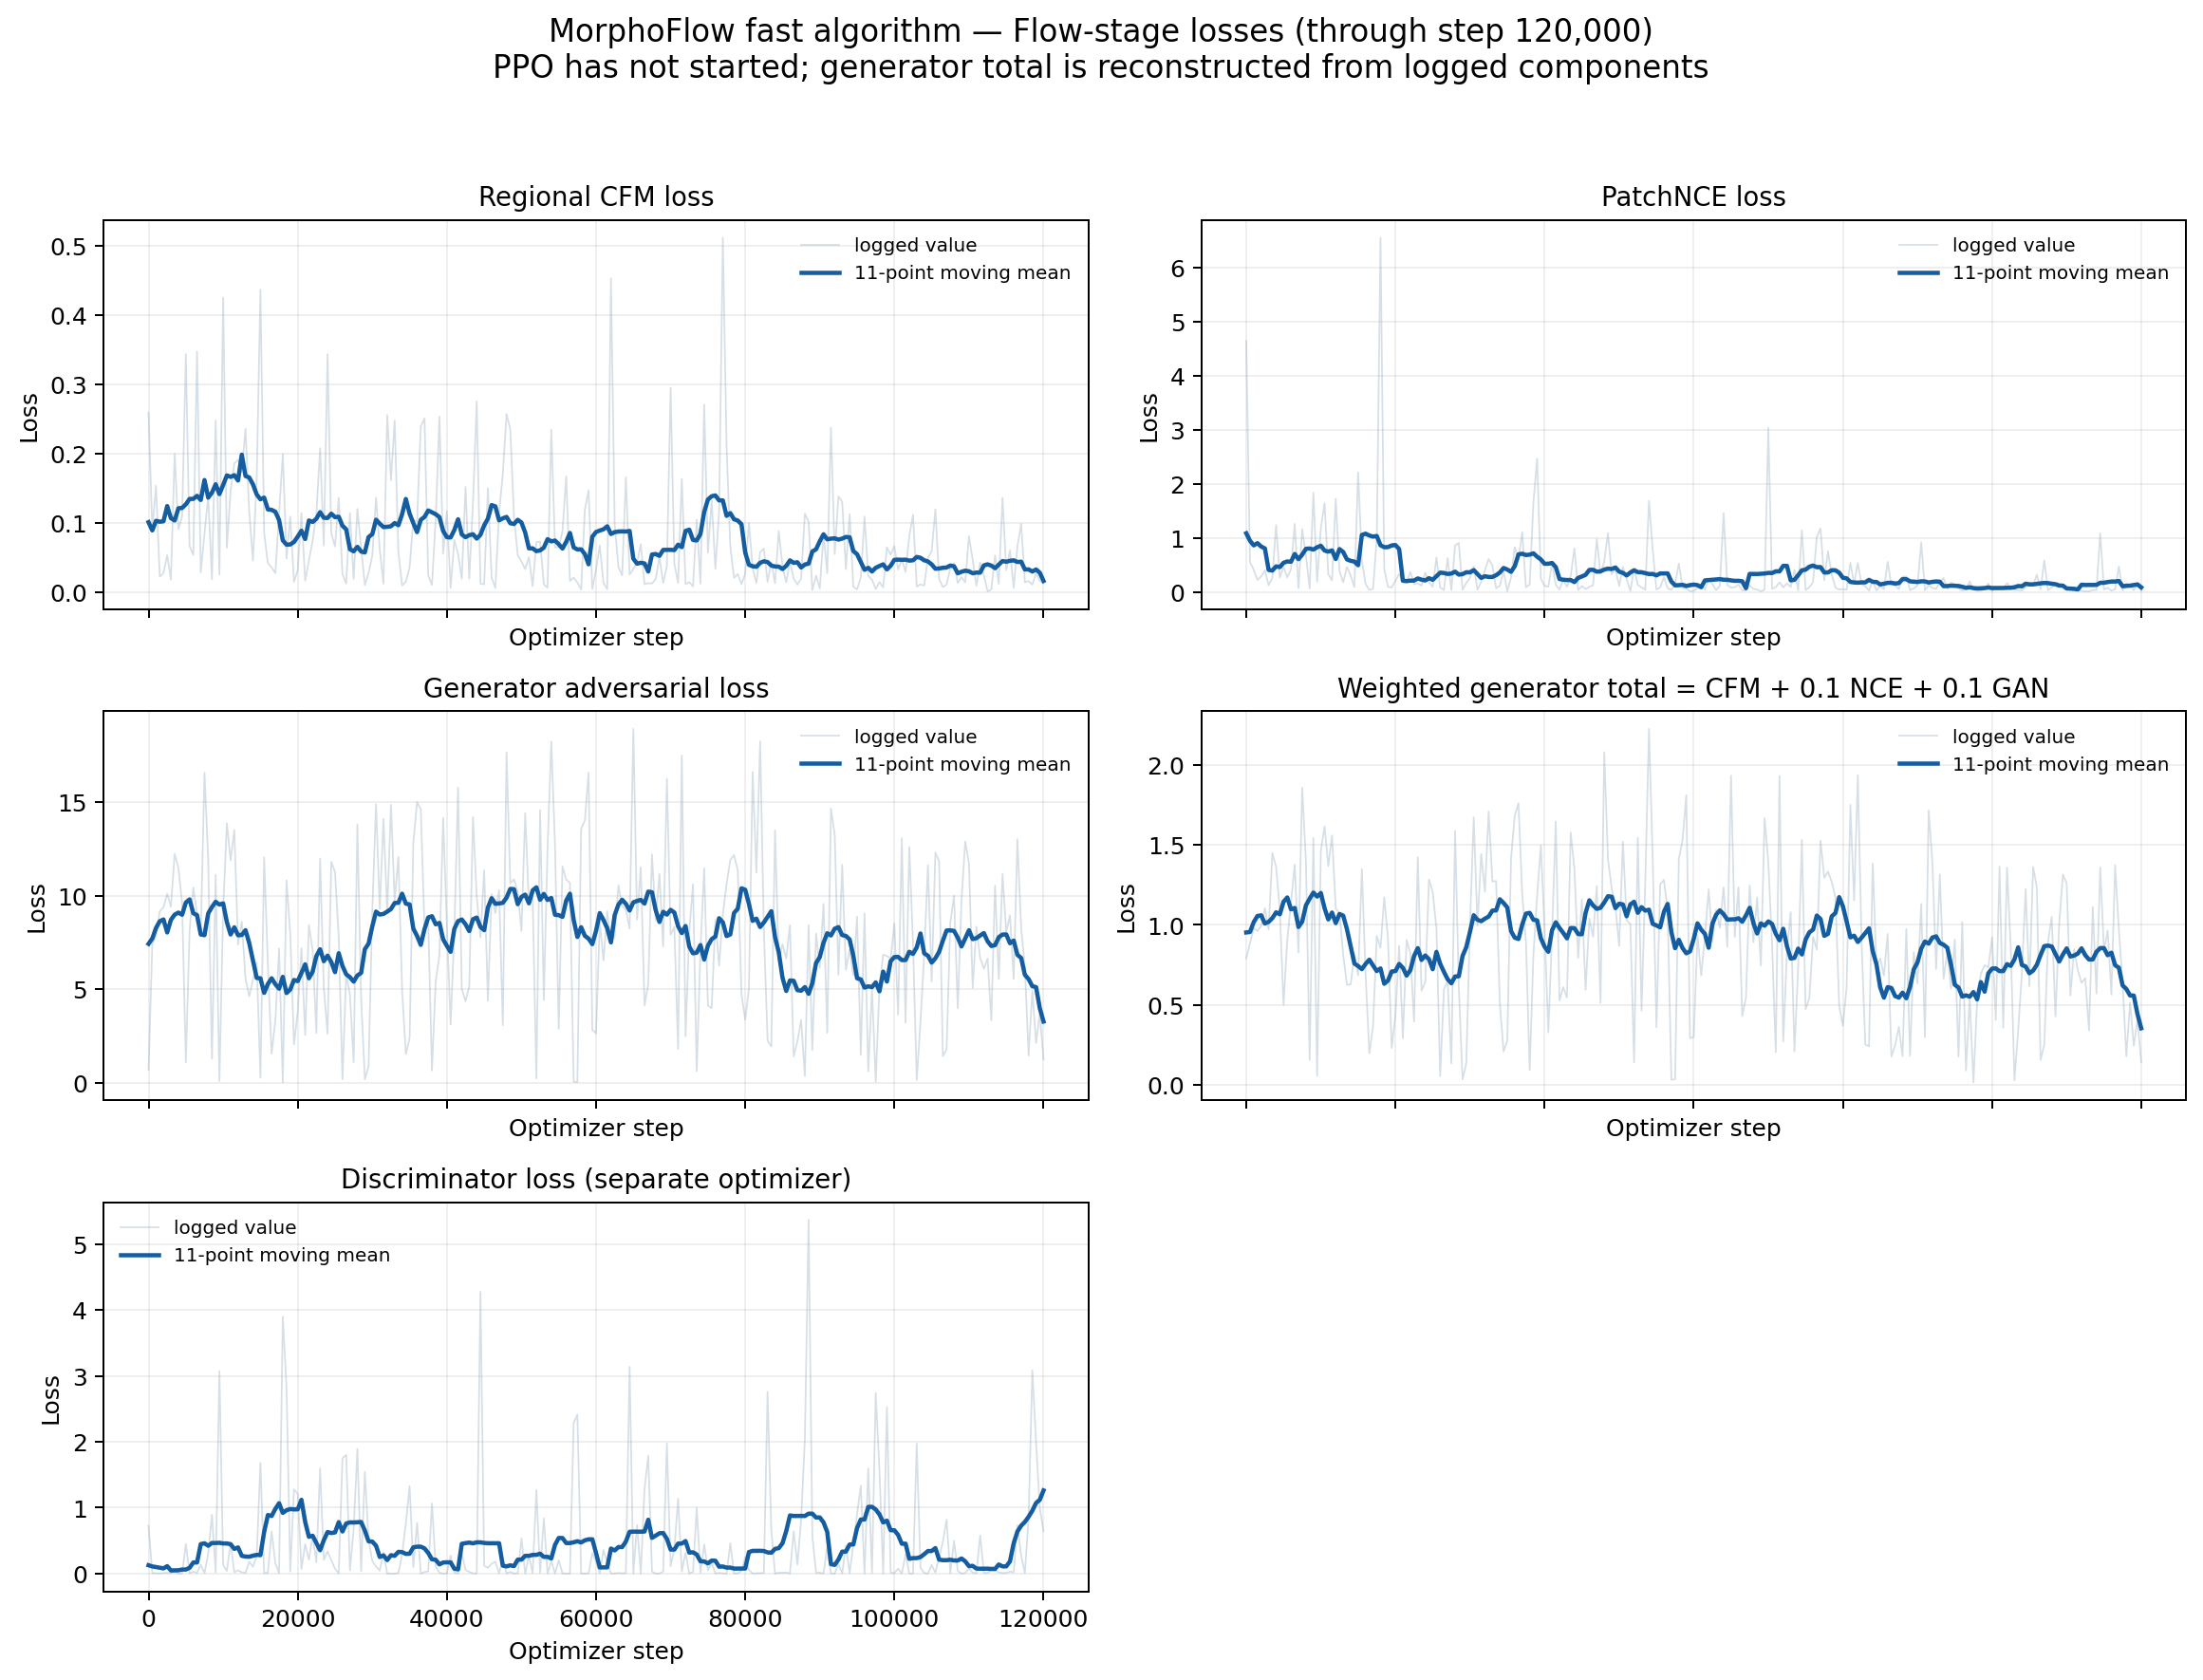 MorphoFlow fast algorithm — Flow-stage losses (through step 120,000)
PPO has not started; generator total is reconstructed from logged components
Regional CFM loss
logged value
11-point moving mean
0.5
0.4
0.3
0.2
0.1
0.0
Loss
Optimizer step
PatchNCE loss
logged value
11-point moving mean
6
5
4
3
2
1
0
Loss
Optimizer step
Generator adversarial loss
logged value
11-point moving mean
15
10
5
0
Loss
Optimizer step
Weighted generator total = CFM + 0.1 NCE + 0.1 GAN
logged value
11-point moving mean
2.0
1.5
1.0
0.5
0.0
Loss
Optimizer step
Discriminator loss (separate optimizer)
logged value
11-point moving mean
5
4
3
2
1
0
Loss
0 20000 40000 60000 80000 100000 120000
Optimizer step